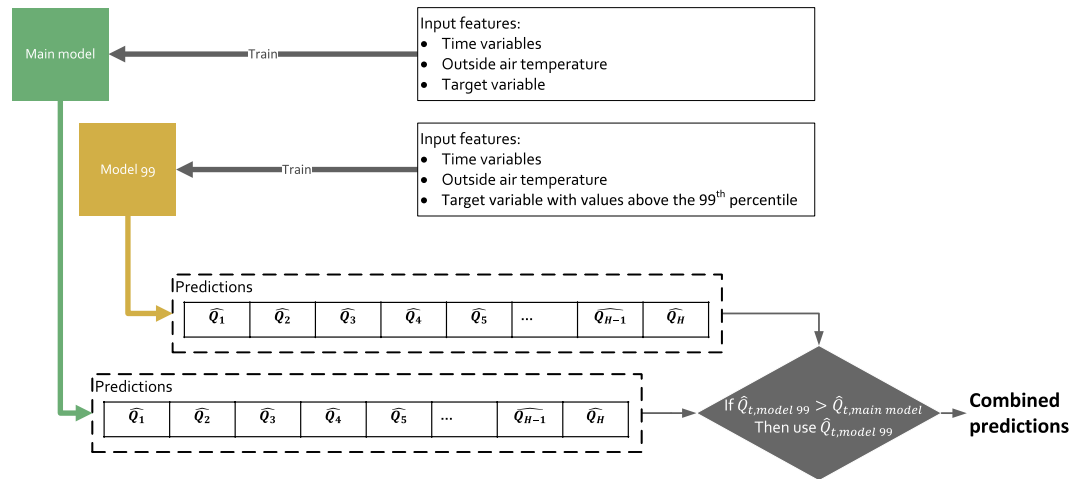 Main model
Train
Input features:
• Time variables
• Outside air temperature
• Target variable
Model 99
Train
Input features:
• Time variables
• Outside air temperature
• Target variable with values above the 99th percentile
Predictions
Q̂1 Q̂2 Q̂3 Q̂4 Q̂5 ... Q̂H−1 Q̂H
Predictions
Q̂1 Q̂2 Q̂3 Q̂4 Q̂5 ... Q̂H−1 Q̂H
If Q̂t,model 99 > Q̂t,main model
Then use Q̂t,model 99
Combined
predictions